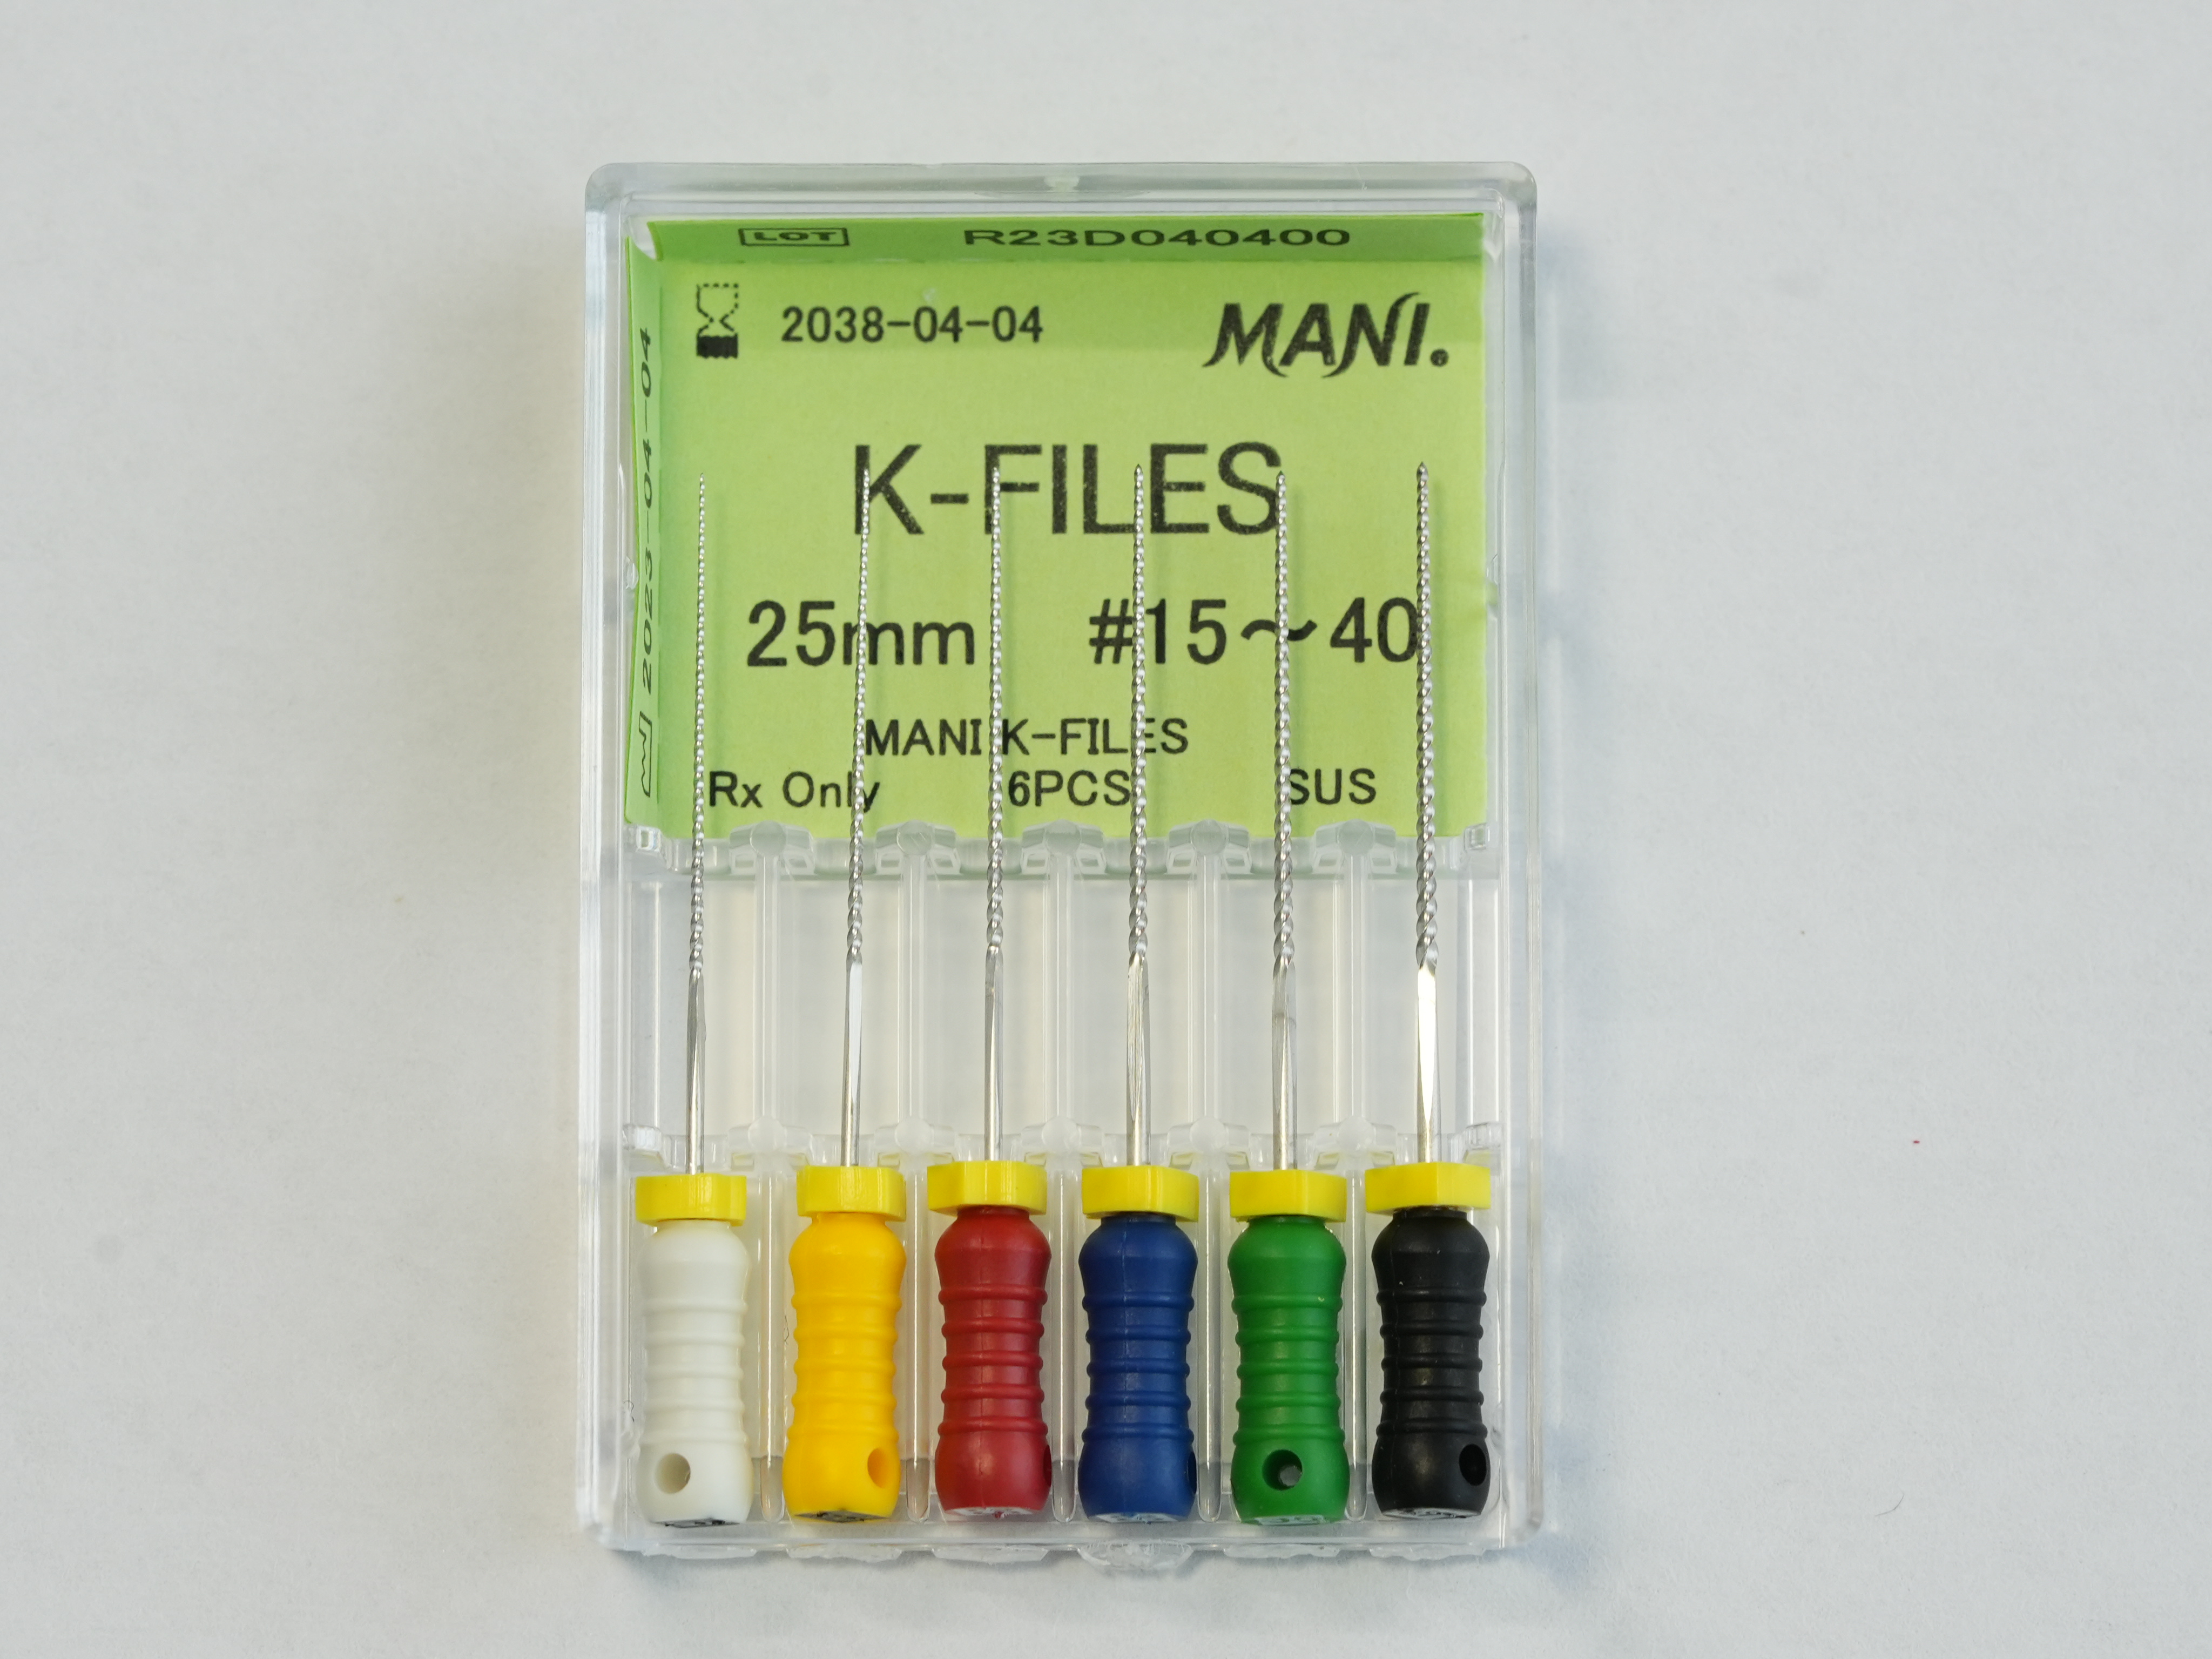 LOT R23D040400
2038-04-04 MANI.
2023-04-04
K-FILES
25mm #15～40
MANI K-FILES
Rx Only 6PCS SUS